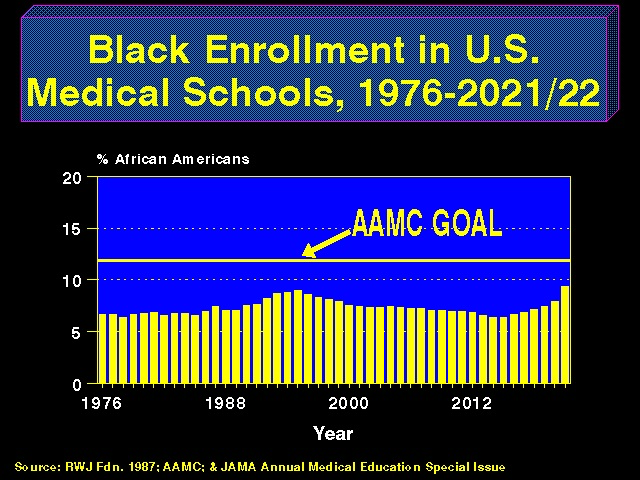 Black Enrollment in U.S.
Medical Schools, 1976-2021/22
% African Americans
20
15
AAMC GOAL
10
5
0
1976 1988 2000 2012
Year
Source: RWJ Fdn. 1987; AAMC; & JAMA Annual Medical Education Special Issue